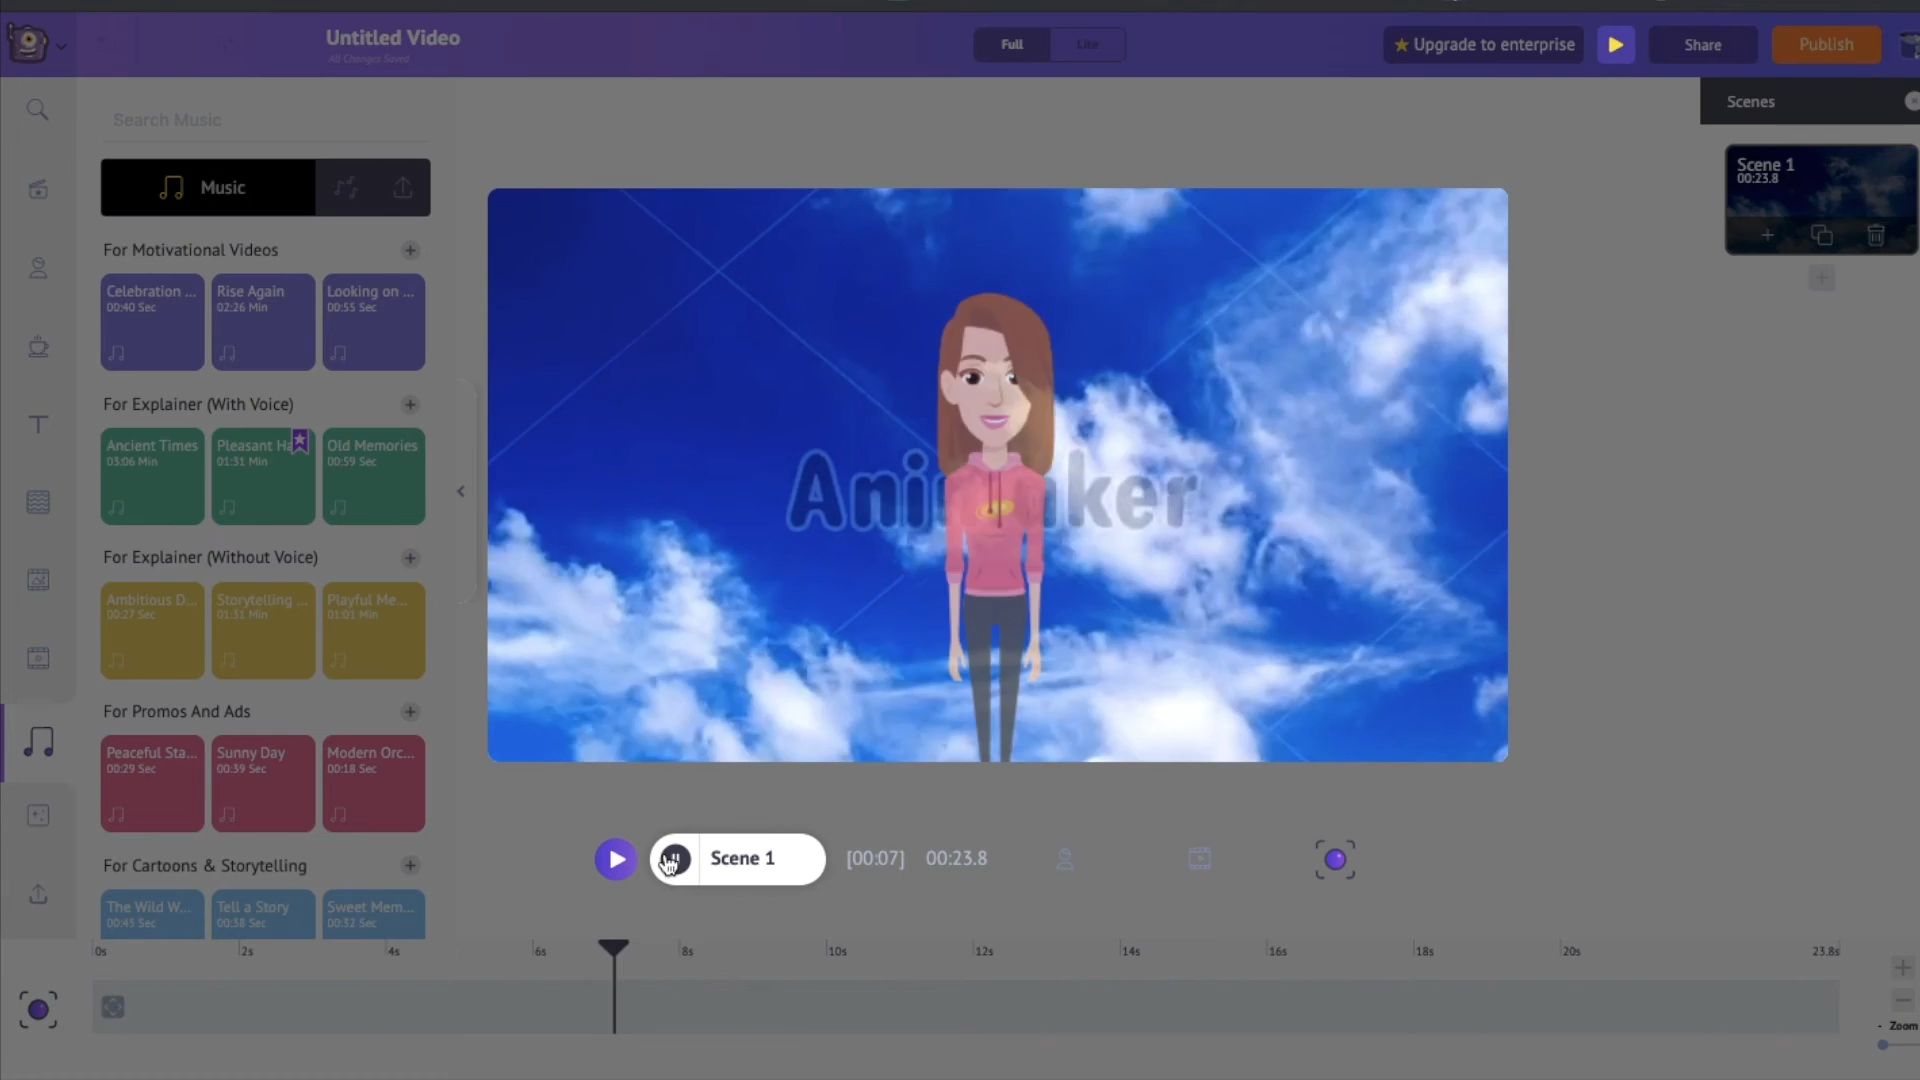 Untitled Video
All Changes Saved
Full
Lite
Upgrade to enterprise
Share
Publish
Search Music
Scenes
Music
Scene 1
00:23.8
For Motivational Videos
Celebration ...
00:40 Sec
Rise Again
02:26 Min
Looking on ...
00:55 Sec
For Explainer (With Voice)
Ancient Times
03:06 Min
Pleasant Ha
01:31 Min
Old Memories
00:59 Sec
Ani
ker
For Explainer (Without Voice)
Ambitious D...
00:27 Sec
Storytelling ...
01:31 Min
Playful Me...
01:01 Min
For Promos And Ads
Peaceful Sta...
00:29 Sec
Sunny Day
00:39 Sec
Modern Orc...
00:18 Sec
For Cartoons & Storytelling
The Wild W...
00:45 Sec
Tell a Story
00:38 Sec
Sweet Mem...
00:32 Sec
Scene 1
[00:07] 00:23.8
0s 2s 4s 6s 8s 10s 12s 14s 16s 18s 20s 23.8s
- Zoom